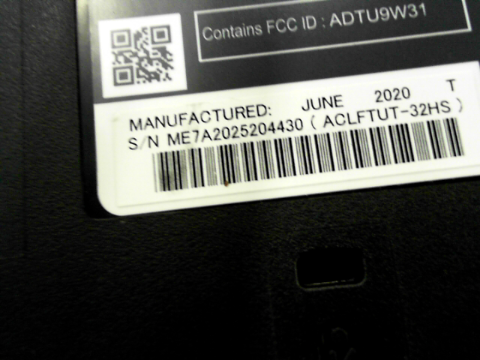 Contains FCC ID : ADTU9W31
MANUFACTURED: JUNE 2020 T
S/N ME7A2025204430 ( ACLFTUT-32HS )